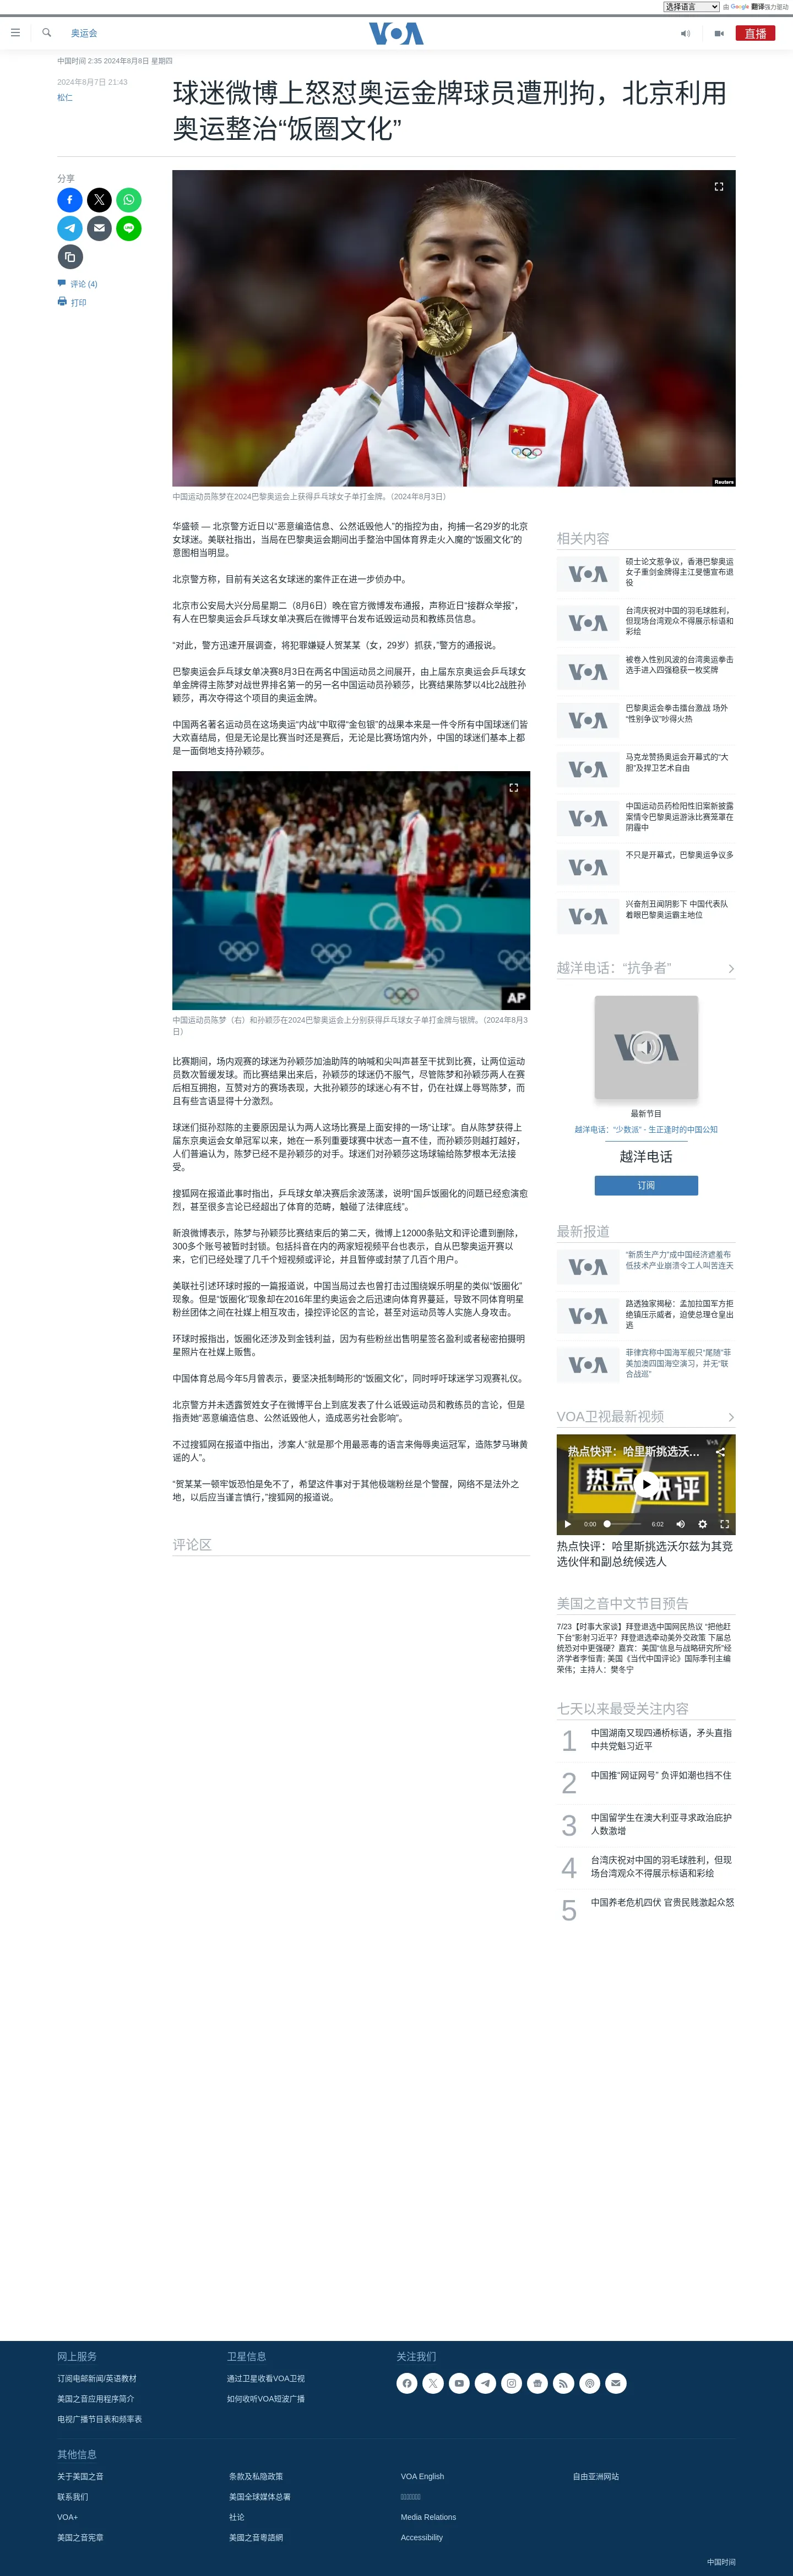 选择语言 由 Google 翻译强力驱动
奥运会
VOA
直播
中国时间 2:35 2024年8月8日 星期四
2024年8月7日 21:43
松仁
球迷微博上怒怼奥运金牌球员遭刑拘，北京利用
奥运整治“饭圈文化”
分享
评论 (4)
打印
Reuters
中国运动员陈梦在2024巴黎奥运会上获得乒乓球女子单打金牌。（2024年8月3日）
华盛顿 — 北京警方近日以“恶意编造信息、公然诋毁他人”的指控为由，拘捕一名29岁的北京
女球迷。美联社指出，当局在巴黎奥运会期间出手整治中国体育界走火入魔的“饭圈文化”的
意图相当明显。
北京警方称，目前有关这名女球迷的案件正在进一步侦办中。
北京市公安局大兴分局星期二（8月6日）晚在官方微博发布通报，声称近日“接群众举报”，
有人在巴黎奥运会乒乓球女单决赛后在微博平台发布诋毁运动员和教练员信息。
“对此，警方迅速开展调查，将犯罪嫌疑人贺某某（女，29岁）抓获，”警方的通报说。
巴黎奥运会乒乓球女单决赛8月3日在两名中国运动员之间展开，由上届东京奥运会乒乓球女
单金牌得主陈梦对战世界排名第一的另一名中国运动员孙颖莎，比赛结果陈梦以4比2战胜孙
颖莎，再次夺得这个项目的奥运金牌。
中国两名著名运动员在这场奥运“内战”中取得“金包银”的战果本来是一件令所有中国球迷们皆
大欢喜结局，但是无论是比赛当时还是赛后，无论是比赛场馆内外，中国的球迷们基本上都
是一面倒地支持孙颖莎。
AP
中国运动员陈梦（右）和孙颖莎在2024巴黎奥运会上分别获得乒乓球女子单打金牌与银牌。（2024年8月3
日）
比赛期间，场内观赛的球迷为孙颖莎加油助阵的呐喊和尖叫声甚至干扰到比赛，让两位运动
员数次暂缓发球。而比赛结果出来后，孙颖莎的球迷仍不服气，尽管陈梦和孙颖莎两人在赛
后相互拥抱，互赞对方的赛场表现，大批孙颖莎的球迷心有不甘，仍在社媒上辱骂陈梦，而
且有些言语显得十分激烈。
球迷们挺孙怼陈的主要原因是认为两人这场比赛是上面安排的一场“让球”。自从陈梦获得上
届东京奥运会女单冠军以来，她在一系列重要球赛中状态一直不佳，而孙颖莎则越打越好，
人们普遍认为，陈梦已经不是孙颖莎的对手。球迷们对孙颖莎这场球输给陈梦根本无法接
受。
搜狐网在报道此事时指出，乒乓球女单决赛后余波荡漾，说明“国乒饭圈化的问题已经愈演愈
烈，甚至很多言论已经超出了体育的范畴，触碰了法律底线”。
新浪微博表示，陈梦与孙颖莎比赛结束后的第二天，微博上12000条贴文和评论遭到删除，
300多个账号被暂时封锁。包括抖音在内的两家短视频平台也表示，自从巴黎奥运开赛以
来，它们已经处理了几千个短视频或评论，并且暂停或封禁了几百个用户。
美联社引述环球时报的一篇报道说，中国当局过去也曾打击过围绕娱乐明星的类似“饭圈化”
现象。但是“饭圈化”现象却在2016年里约奥运会之后迅速向体育界蔓延，导致不同体育明星
粉丝团体之间在社媒上相互攻击，操控评论区的言论，甚至对运动员等人实施人身攻击。
环球时报指出，饭圈化还涉及到金钱利益，因为有些粉丝出售明星签名盈利或者秘密拍摄明
星照片在社媒上贩售。
中国体育总局今年5月曾表示，要坚决抵制畸形的“饭圈文化”，同时呼吁球迷学习观赛礼仪。
北京警方并未透露贺姓女子在微博平台上到底发表了什么诋毁运动员和教练员的言论，但是
指责她“恶意编造信息、公然诋毁他人，造成恶劣社会影响”。
不过搜狐网在报道中指出，涉案人“就是那个用最恶毒的语言来侮辱奥运冠军，造陈梦马琳黄
谣的人”。
“贺某某一顿牢饭恐怕是免不了，希望这件事对于其他极端粉丝是个警醒，网络不是法外之
地，以后应当谨言慎行，”搜狐网的报道说。
评论区
相关内容
VOA
硕士论文惹争议，香港巴黎奥运
女子重剑金牌得主江旻憓宣布退
役
VOA
台湾庆祝对中国的羽毛球胜利，
但现场台湾观众不得展示标语和
彩绘
VOA
被卷入性别风波的台湾奥运拳击
选手进入四强稳获一枚奖牌
VOA
巴黎奥运会拳击擂台激战 场外
“性别争议”吵得火热
VOA
马克龙赞扬奥运会开幕式的“大
胆”及捍卫艺术自由
VOA
中国运动员药检阳性旧案新披露
案情令巴黎奥运游泳比赛笼罩在
阴霾中
VOA
不只是开幕式，巴黎奥运争议多
VOA
兴奋剂丑闻阴影下 中国代表队
着眼巴黎奥运霸主地位
越洋电话：“抗争者”
VOA
最新节目
越洋电话：“少数派” - 生正逢时的中国公知
越洋电话
订阅
最新报道
VOA
“新质生产力”成中国经济遮羞布
低技术产业崩溃令工人叫苦连天
VOA
路透独家揭秘：孟加拉国军方拒
绝镇压示威者，迫使总理仓皇出
逃
VOA
菲律宾称中国海军舰只“尾随”菲
美加澳四国海空演习，并无“联
合战巡”
VOA卫视最新视频
热点快评：哈里斯挑选沃...
VOA
热点快评
0:00
6:02
热点快评：哈里斯挑选沃尔兹为其竞
选伙伴和副总统候选人
美国之音中文节目预告
7/23【时事大家谈】拜登退选中国网民热议 “把他赶
下台”影射习近平？拜登退选牵动美外交政策 下届总
统恐对中更强硬？嘉宾：美国“信息与战略研究所”经
济学者李恒青; 美国《当代中国评论》国际季刊主编
荣伟；主持人：樊冬宁
七天以来最受关注内容
1
中国湖南又现四通桥标语，矛头直指
中共党魁习近平
2
中国推“网证网号” 负评如潮也挡不住
3
中国留学生在澳大利亚寻求政治庇护
人数激增
4
台湾庆祝对中国的羽毛球胜利，但现
场台湾观众不得展示标语和彩绘
5
中国养老危机四伏 官贵民贱激起众怒
网上服务
订阅电邮新闻/英语教材
美国之音应用程序简介
电视广播节目表和频率表
卫星信息
通过卫星收看VOA卫视
如何收听VOA短波广播
关注我们
其他信息
关于美国之音
联系我们
VOA+
美国之音宪章
条款及私隐政策
美国全球媒体总署
社论
美國之音粵語網
VOA English
Media Relations
Accessibility
自由亚洲网站
中国时间